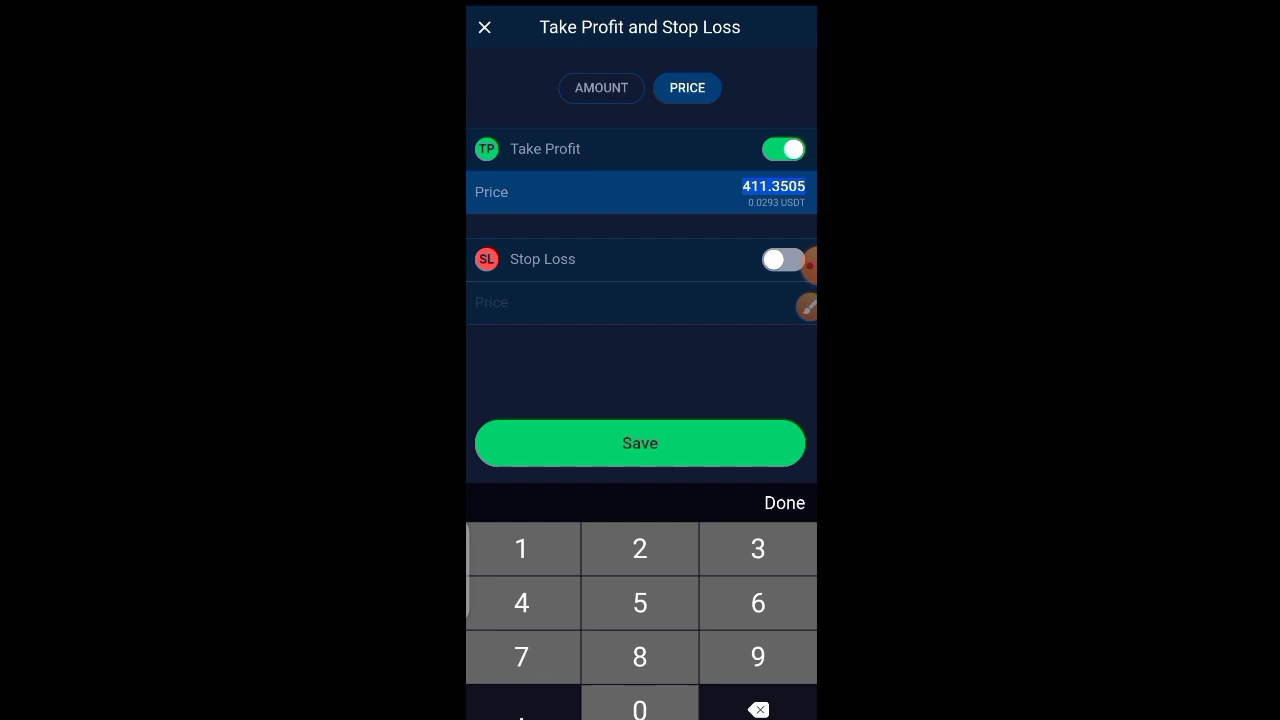 Take Profit and Stop Loss
AMOUNT PRICE
TP Take Profit
Price 411.3505
0.0293 USDT
SL Stop Loss
Price
Save
Done
1 2 3
4 5 6
7 8 9
. 0